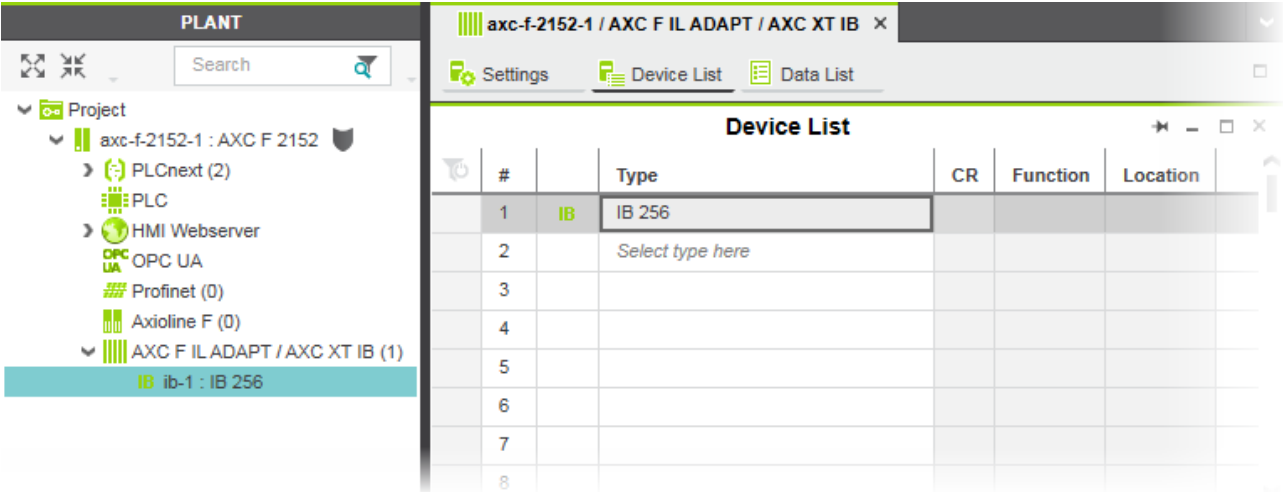 PLANT
Search
Project
axc-f-2152-1 : AXC F 2152
PLCnext (2)
PLC
HMI Webserver
OPC UA OPC UA
Profinet (0)
Axioline F (0)
AXC F IL ADAPT / AXC XT IB (1)
IB ib-1 : IB 256
axc-f-2152-1 / AXC F IL ADAPT / AXC XT IB
Settings Device List Data List
Device List
# Type CR Function Location
1 IB IB 256
2 Select type here
3
4
5
6
7
8